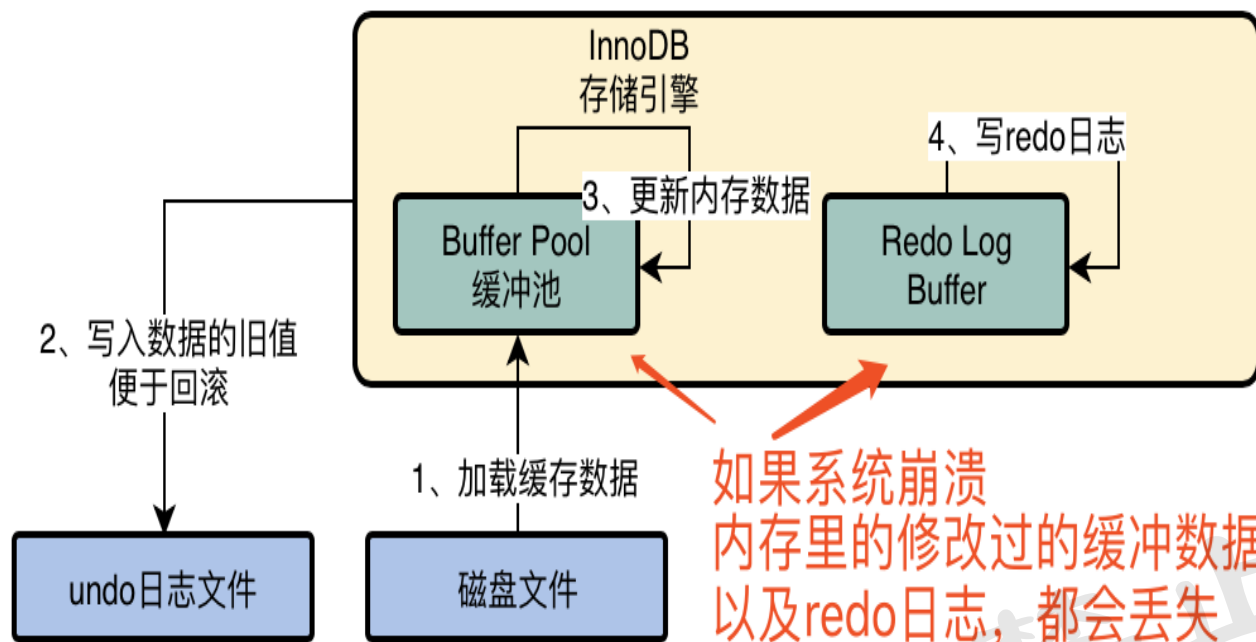 InnoDB
存储引擎
4、写redo日志
3、更新内存数据
Buffer Pool
缓冲池
Redo Log
Buffer
2、写入数据的旧值
便于回滚
1、加载缓存数据
如果系统崩溃
内存里的修改过的缓冲数据
以及redo日志，都会丢失
undo日志文件
磁盘文件